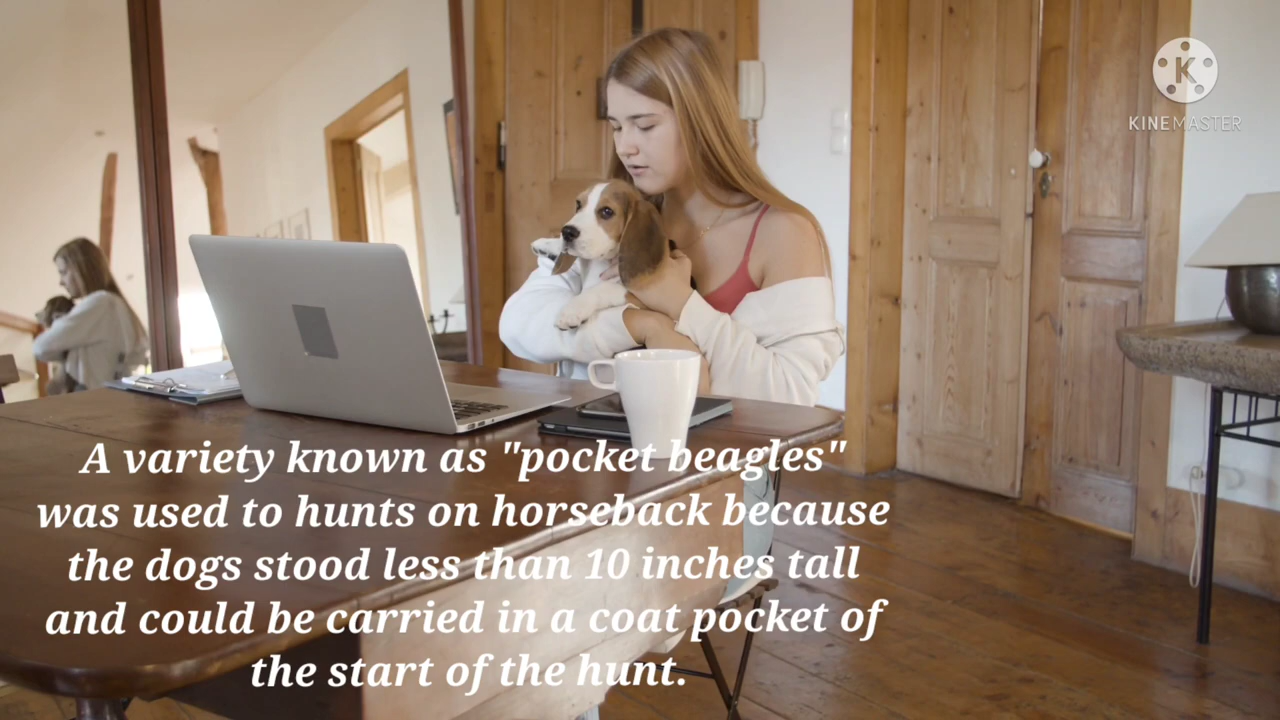 KINEMASTER
A variety known as "pocket beagles"
was used to hunts on horseback because
the dogs stood less than 10 inches tall
and could be carried in a coat pocket of
the start of the hunt.